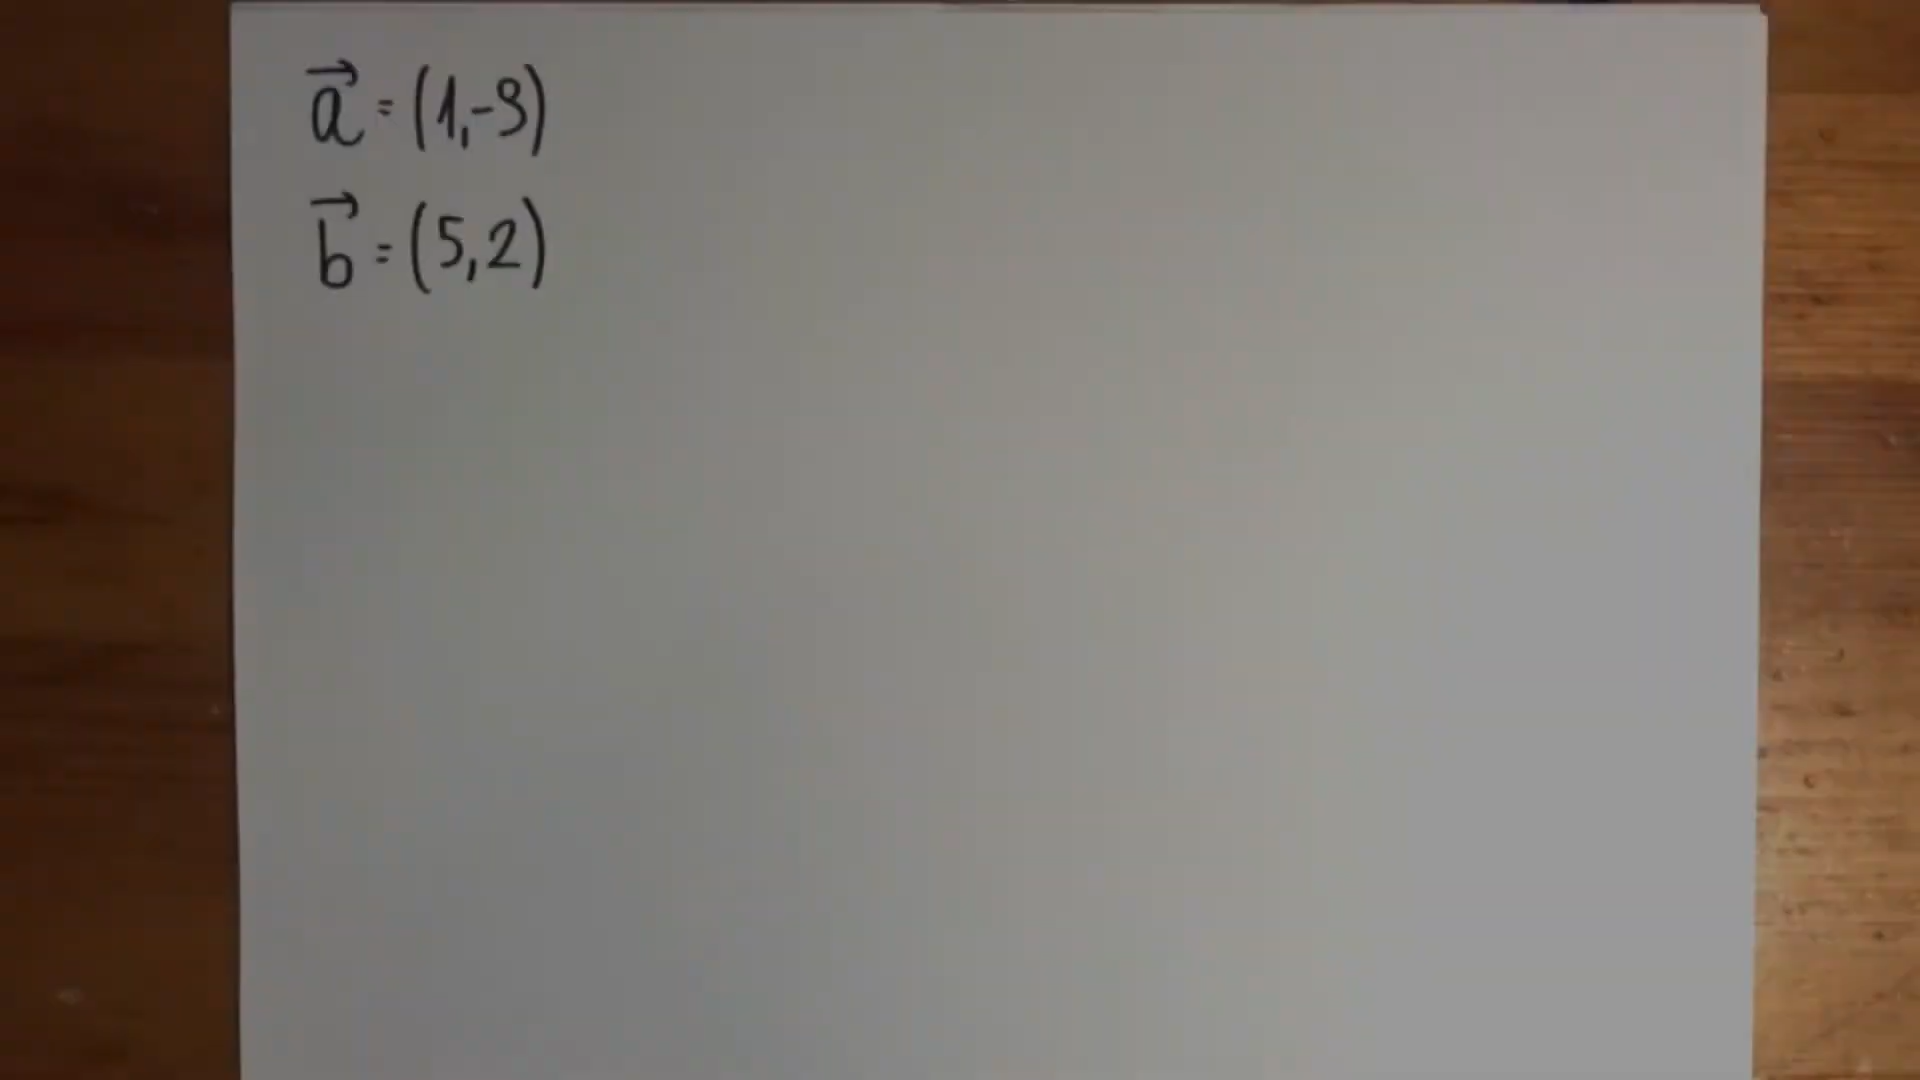 a⃗ = (1,-3)
b⃗ = (5,2)